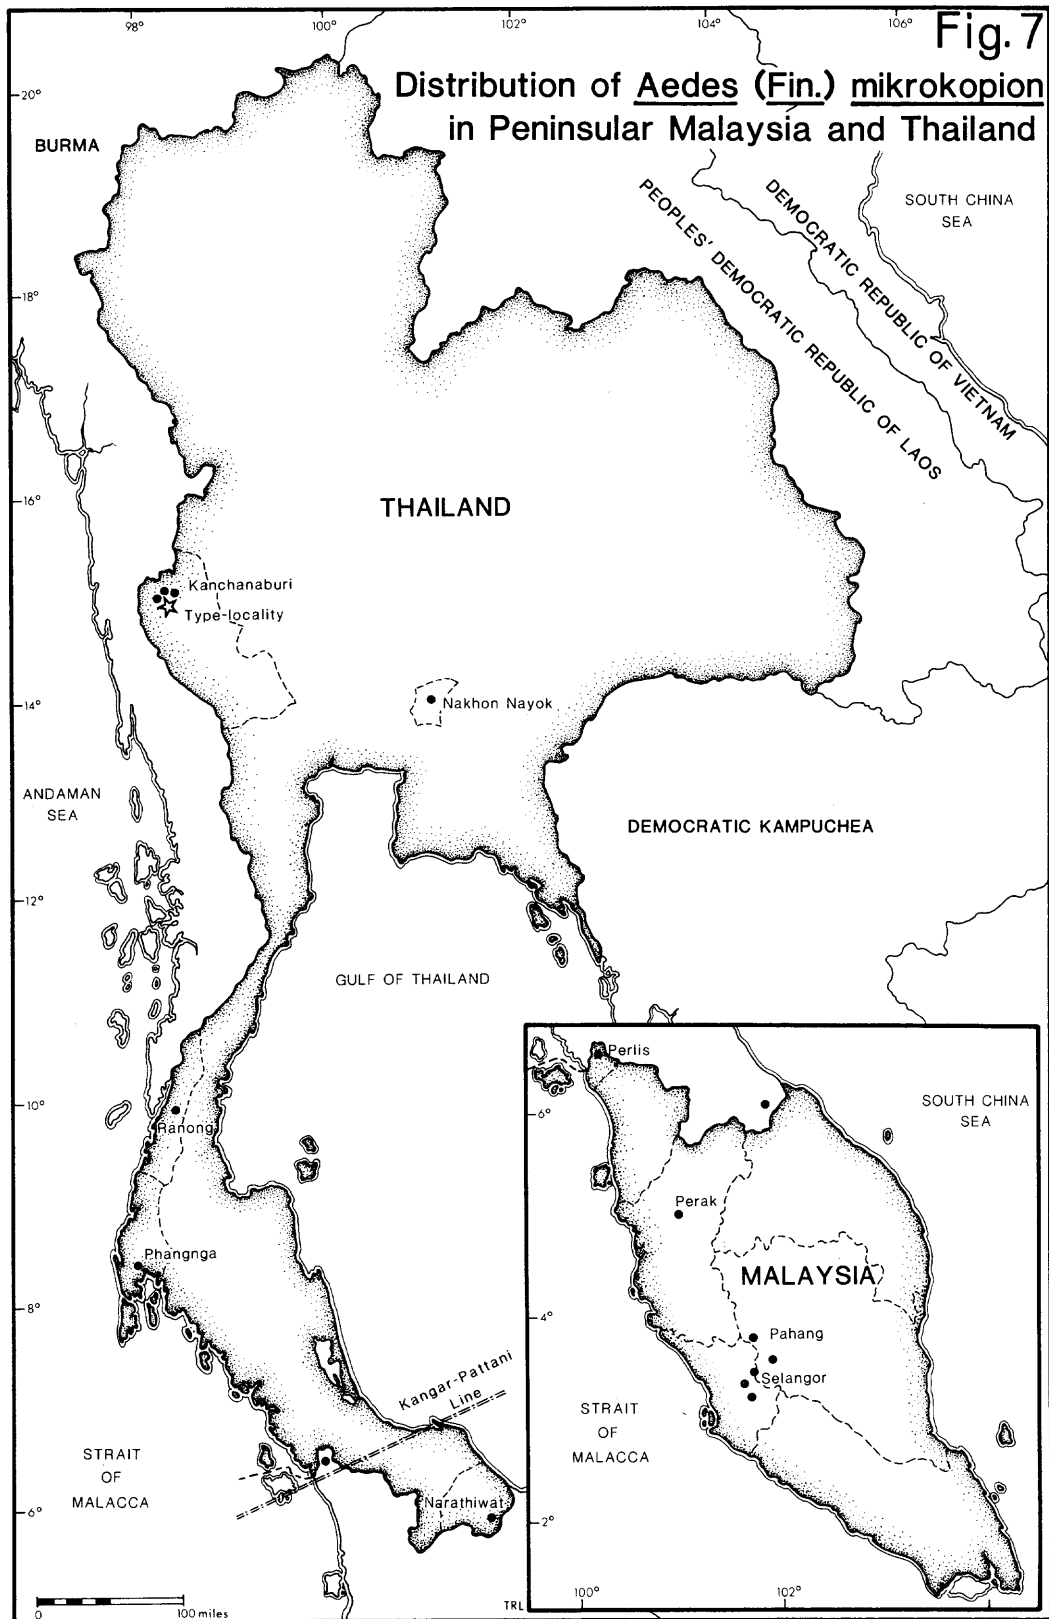 98°
100°
102°
104°
106°
Fig. 7
Distribution of Aedes (Fin.) mikrokopion
in Peninsular Malaysia and Thailand
20°
BURMA
SOUTH CHINA
SEA
DEMOCRATIC REPUBLIC OF VIETNAM
PEOPLES' DEMOCRATIC REPUBLIC OF LAOS
18°
16°
THAILAND
Kanchanaburi
Type-locality
14°
Nakhon Nayok
ANDAMAN
SEA
DEMOCRATIC KAMPUCHEA
12°
GULF OF THAILAND
10°
Ranong
Phangnga
8°
Kangar-Pattani
Line
STRAIT
OF
MALACCA
Narathiwat
6°
0
100 miles
TRL
Perlis
6°
SOUTH CHINA
SEA
Perak
MALAYSIA
4°
Pahang
Selangor
STRAIT
OF
MALACCA
2°
100°
102°